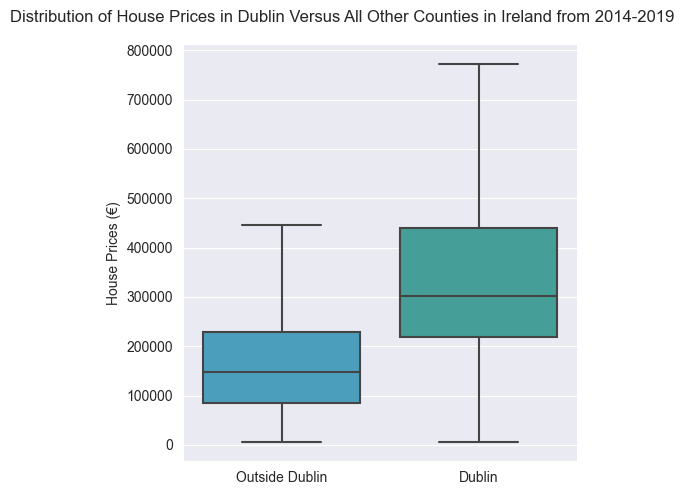 Distribution of House Prices in Dublin Versus All Other Counties in Ireland from 2014-2019
800000
700000
600000
500000
400000
300000
200000
100000
0
House Prices (€)
Outside Dublin
Dublin